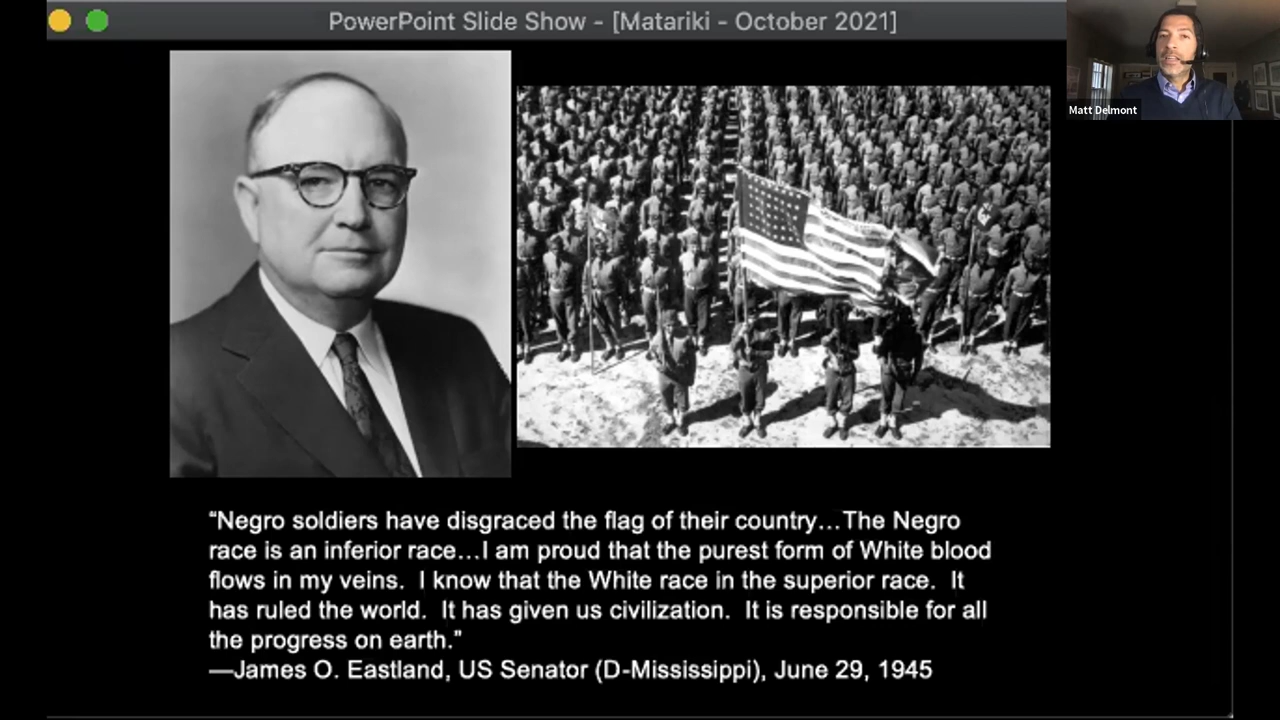 PowerPoint Slide Show - [Matariki - October 2021]
Matt Delmont
“Negro soldiers have disgraced the flag of their country…The Negro
race is an inferior race…I am proud that the purest form of White blood
flows in my veins.  I know that the White race in the superior race.  It
has ruled the world.  It has given us civilization.  It is responsible for all
the progress on earth.”
—James O. Eastland, US Senator (D-Mississippi), June 29, 1945